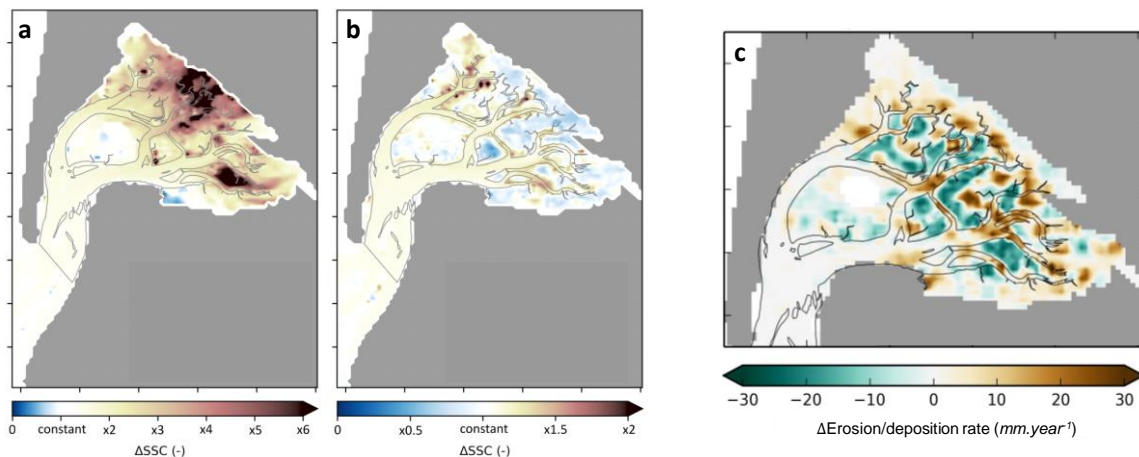 a
b
c
0 constant x2 x3 x4 x5 x6
ΔSSC (-)
0 x0.5 constant x1.5 x2
ΔSSC (-)
−30 −20 −10 0 10 20 30
ΔErosion/deposition rate (mm.year⁻¹)